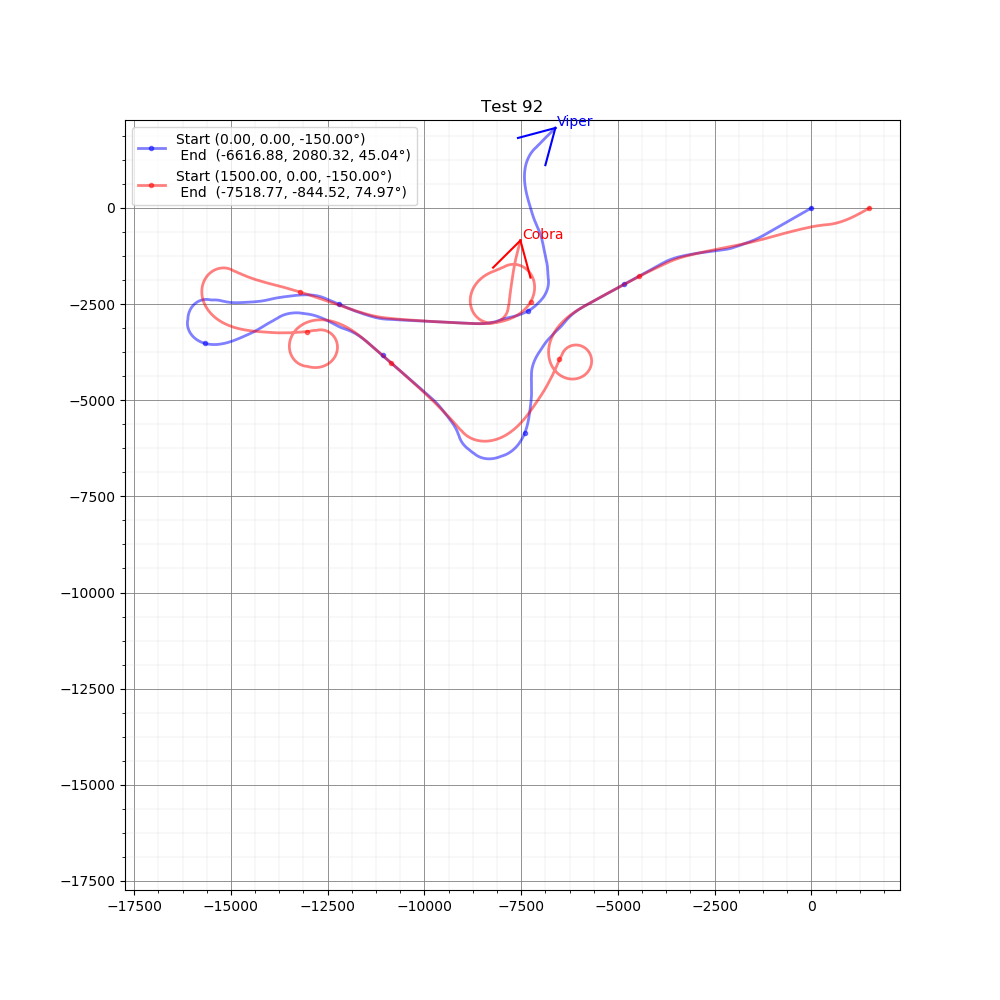 Test 92
Viper
Start (0.00, 0.00, -150.00°)
End (-6616.88, 2080.32, 45.04°)
Start (1500.00, 0.00, -150.00°)
End (-7518.77, -844.52, 74.97°)
Cobra
0
−2500
−5000
−7500
−10000
−12500
−15000
−17500
−17500 −15000 −12500 −10000 −7500 −5000 −2500 0